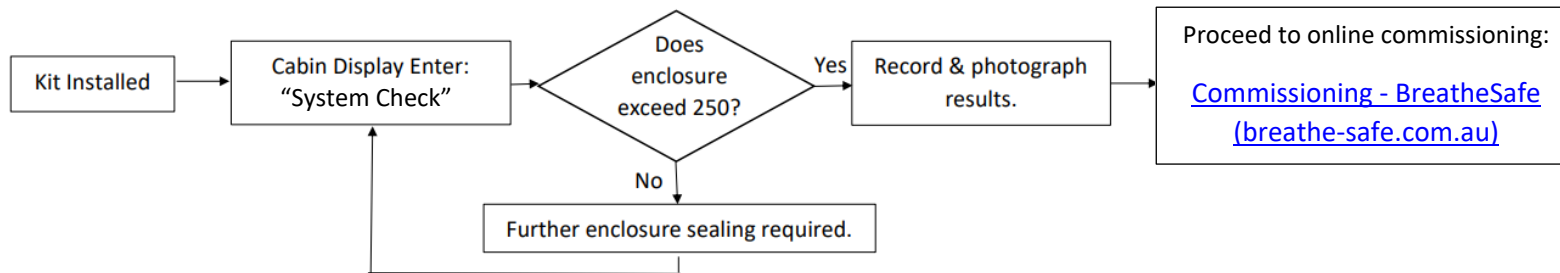 Kit Installed
Cabin Display Enter:
“System Check”
Does
enclosure
exceed 250?
Yes
Record & photograph
results.
Proceed to online commissioning:
Commissioning - BreatheSafe
(breathe-safe.com.au)
No
Further enclosure sealing required.